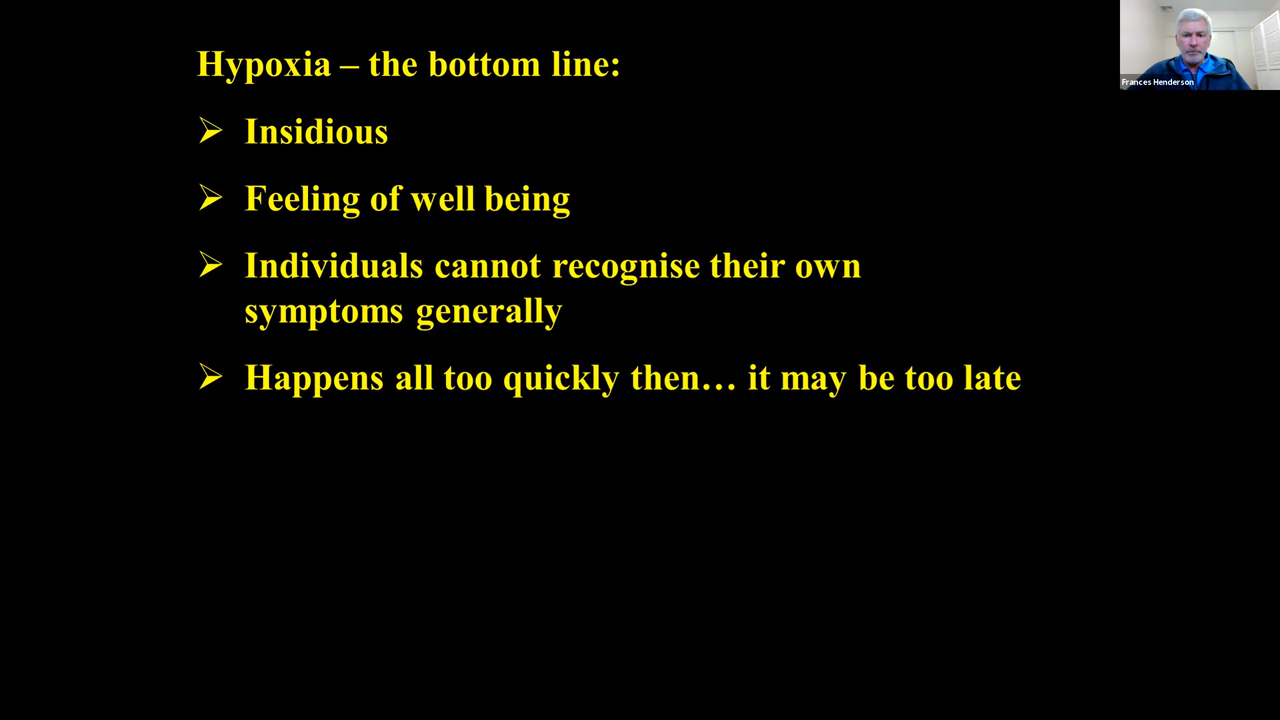 Hypoxia – the bottom line:
Frances Henderson
➢ Insidious
➢ Feeling of well being
➢ Individuals cannot recognise their own
symptoms generally
➢ Happens all too quickly then… it may be too late